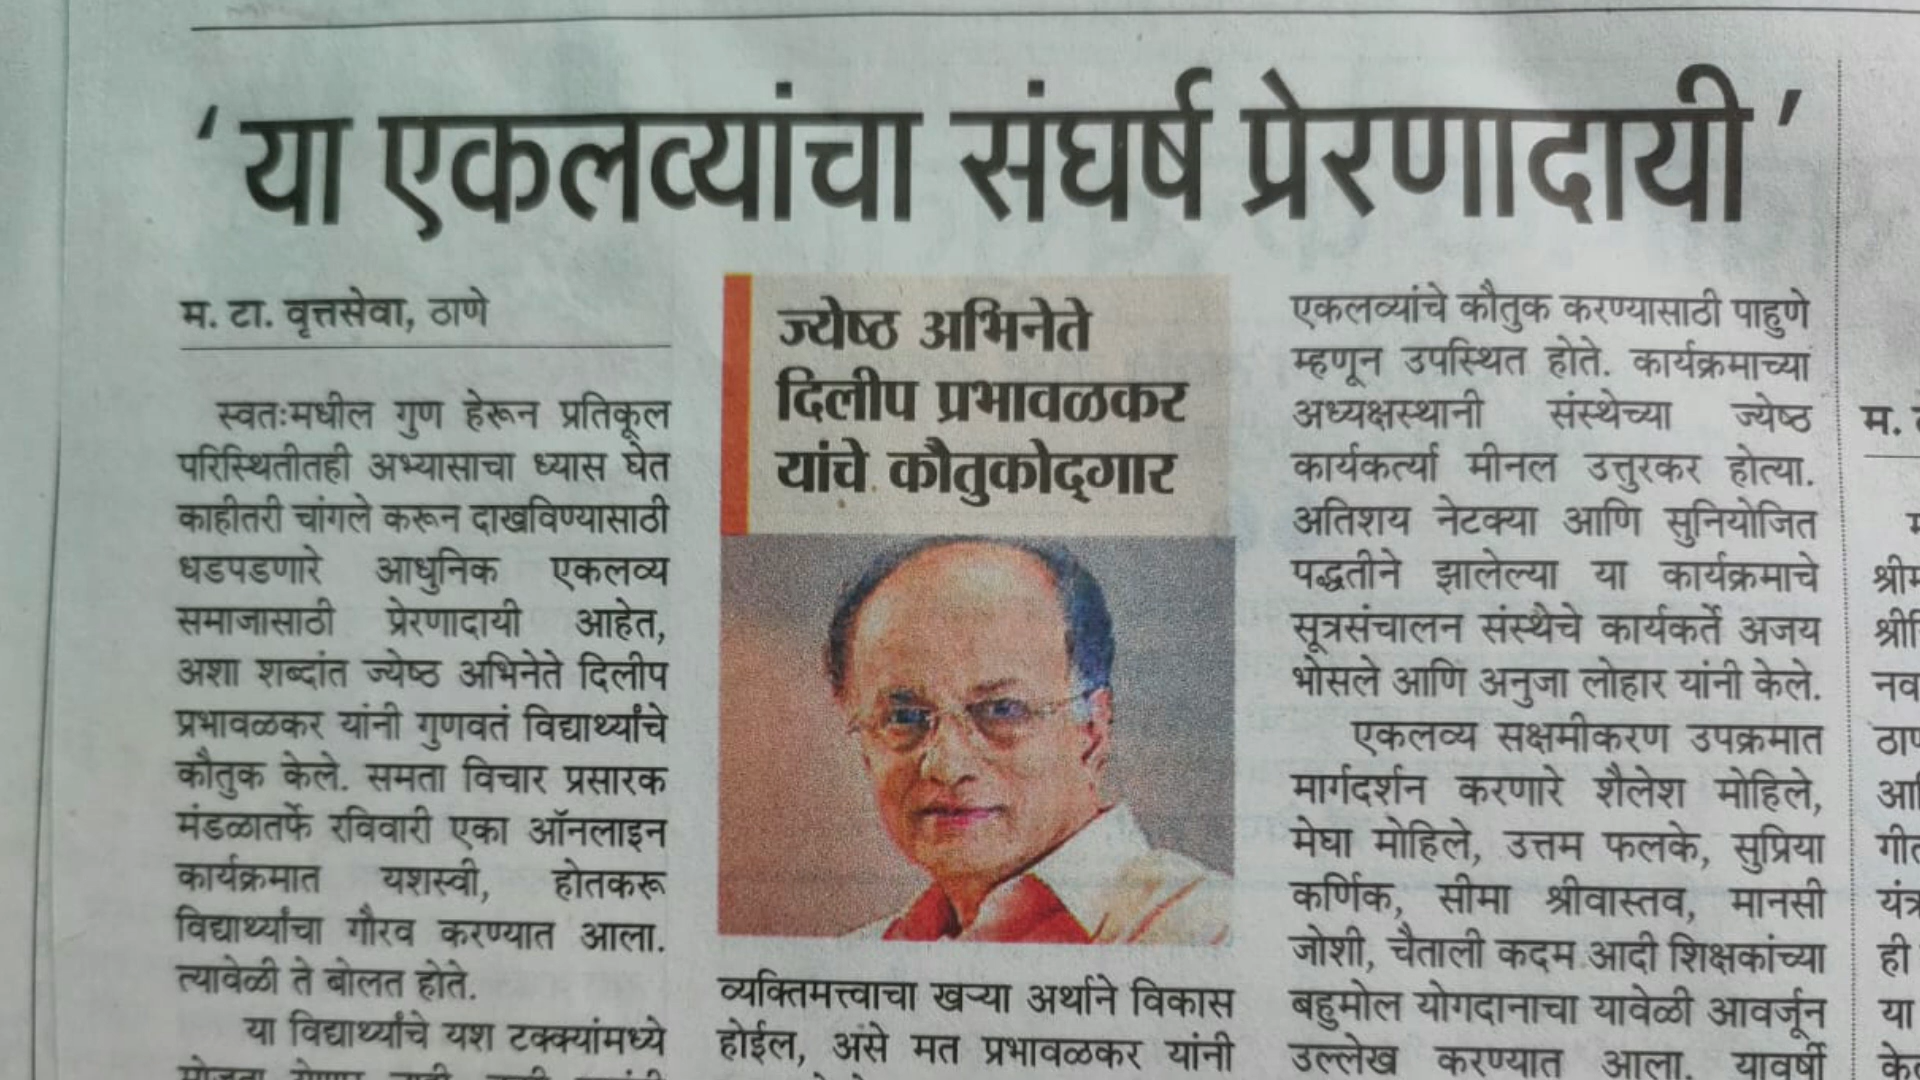 ‘या एकलव्यांचा संघर्ष प्रेरणादायी’
म. टा. वृत्तसेवा, ठाणे
स्वतःमधील गुण हेरून प्रतिकूल
परिस्थितीतही अभ्यासाचा ध्यास घेत
काहीतरी चांगले करून दाखविण्यासाठी
धडपडणारे आधुनिक एकलव्य
समाजासाठी प्रेरणादायी आहेत,
अशा शब्दांत ज्येष्ठ अभिनेते दिलीप
प्रभावळकर यांनी गुणवतं विद्यार्थ्यांचे
कौतुक केले. समता विचार प्रसारक
मंडळातर्फे रविवारी एका ऑनलाइन
कार्यक्रमात यशस्वी, होतकरू
विद्यार्थ्यांचा गौरव करण्यात आला.
त्यावेळी ते बोलत होते.
या विद्यार्थ्यांचे यश टक्क्यांमध्ये
ज्येष्ठ अभिनेते
दिलीप प्रभावळकर
यांचे कौतुकोद्‌गार
व्यक्तिमत्त्वाचा खऱ्या अर्थाने विकास
होईल, अंसे मत प्रभावळकर यांनी
एकलव्यांचे कौतुक करण्यासाठी पाहुणे
म्हणून उपस्थित होते. कार्यक्रमाच्या
अध्यक्षस्थानी संस्थेच्या ज्येष्ठ
कार्यकर्त्या मीनल उत्तुरकर होत्या.
अतिशय नेटक्या आणि सुनियोजित
पद्धतीने झालेल्या या कार्यक्रमाचे
सूत्रसंचालन संस्थेचे कार्यकर्ते अजय
भोसले आणि अनुजा लोहार यांनी केले.
एकलव्य सक्षमीकरण उपक्रमात
मार्गदर्शन करणारे शैलेश मोहिले,
मेघा मोहिले, उत्तम फलके, सुप्रिया
कर्णिक, सीमा श्रीवास्तव, मानसी
जोशी, चैताली कदम आदी शिक्षकांच्या
बहुमोल योगदानाचा यावेळी आवर्जून
उल्लेख करण्यात आला. यावर्षी
म.
ही
या